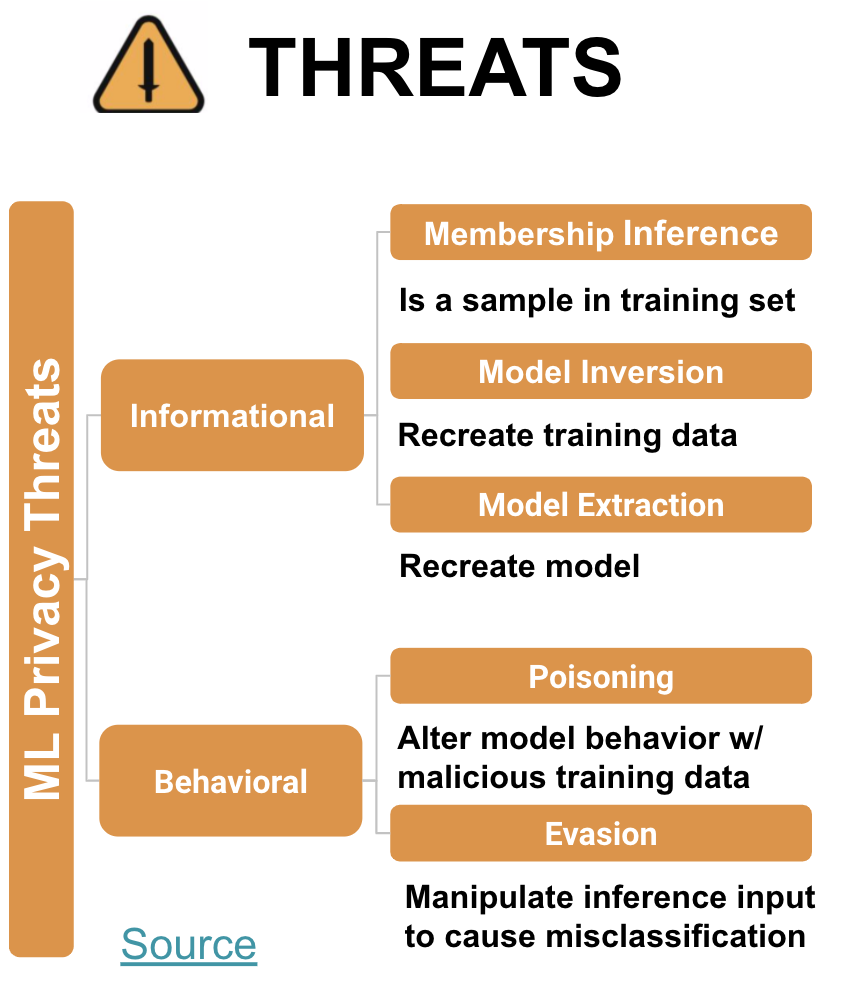 THREATS
ML Privacy Threats
Informational
Membership Inference
Is a sample in training set
Model Inversion
Recreate training data
Model Extraction
Recreate model
Behavioral
Poisoning
Alter model behavior w/
malicious training data
Evasion
Manipulate inference input
to cause misclassification
Source